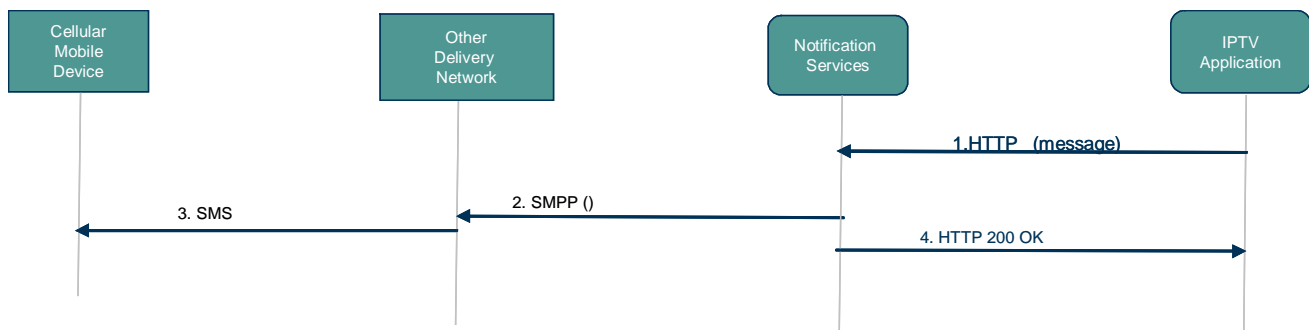 Cellular
Mobile
Device
Other
Delivery
Network
Notification
Services
IPTV
Application
1.HTTP (message)
2. SMPP ()
3. SMS
4. HTTP 200 OK